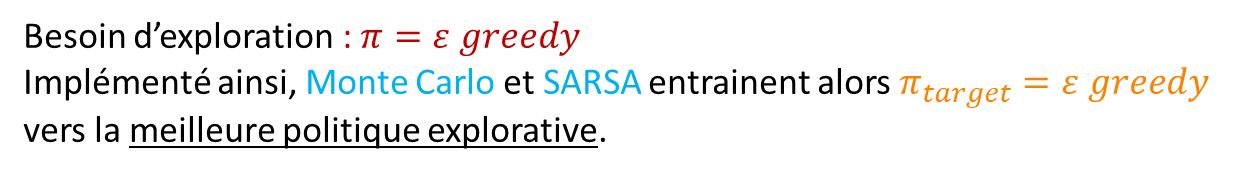 Besoin d’exploration : π = ε greedy
Implémenté ainsi, Monte Carlo et SARSA entrainent alors π_target = ε greedy
vers la meilleure politique explorative.